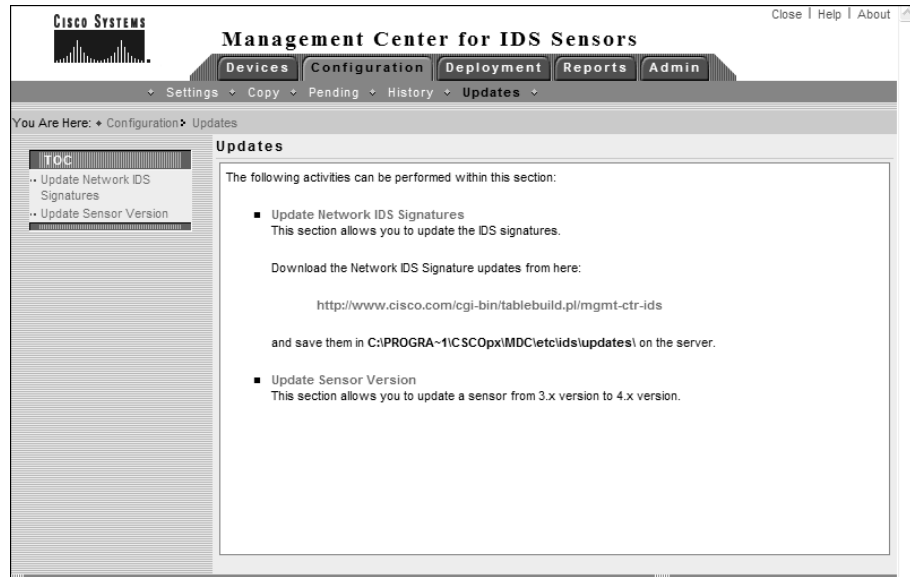 Close | Help | About
CISCO SYSTEMS
Management Center for IDS Sensors
Devices Configuration Deployment Reports Admin
Settings Copy Pending History Updates
You Are Here: Configuration Updates
TOC
Update Network IDS
Signatures
Update Sensor Version
Updates
The following activities can be performed within this section:
Update Network IDS Signatures
This section allows you to update the IDS signatures.
Download the Network IDS Signature updates from here:
http://www.cisco.com/cgi-bin/tablebuild.pl/mgmt-ctr-ids
and save them in C:\PROGRA~1\CSCOpx\MDC\etc\ids\updates\ on the server.
Update Sensor Version
This section allows you to update a sensor from 3.x version to 4.x version.